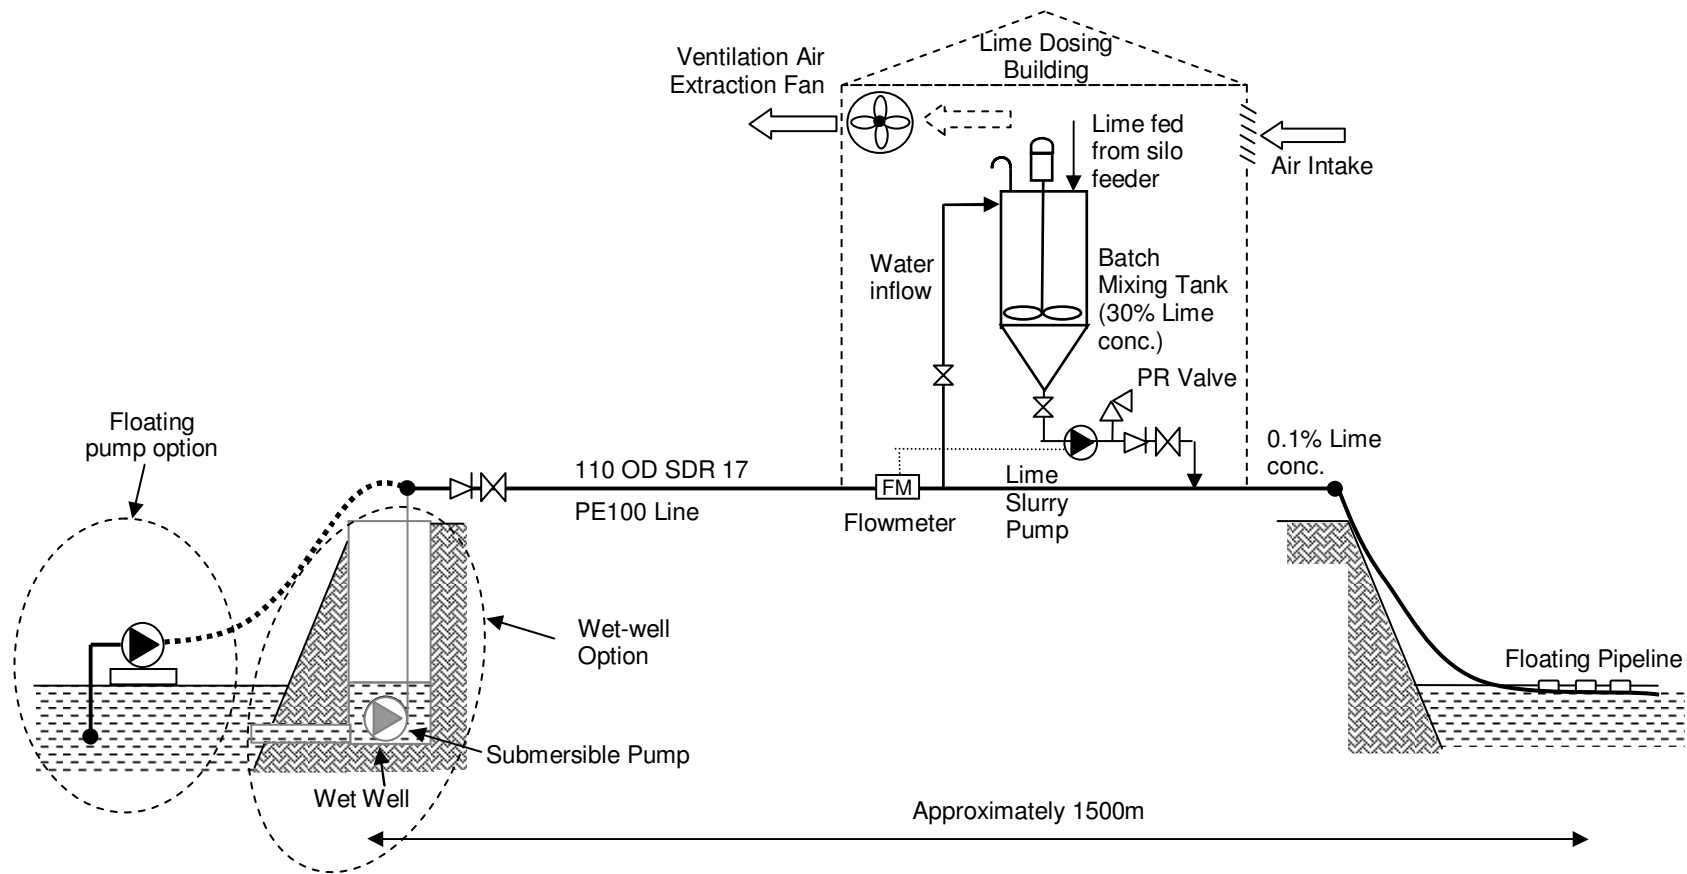 Lime Dosing
Building
Ventilation Air
Extraction Fan
Lime fed
from silo
feeder
Air Intake
Water
inflow
Batch
Mixing Tank
(30% Lime
conc.)
PR Valve
Floating
pump option
0.1% Lime
conc.
110 OD SDR 17
PE100 Line
FM
Flowmeter
Lime
Slurry
Pump
Wet-well
Option
Floating Pipeline
Submersible Pump
Wet Well
Approximately 1500m